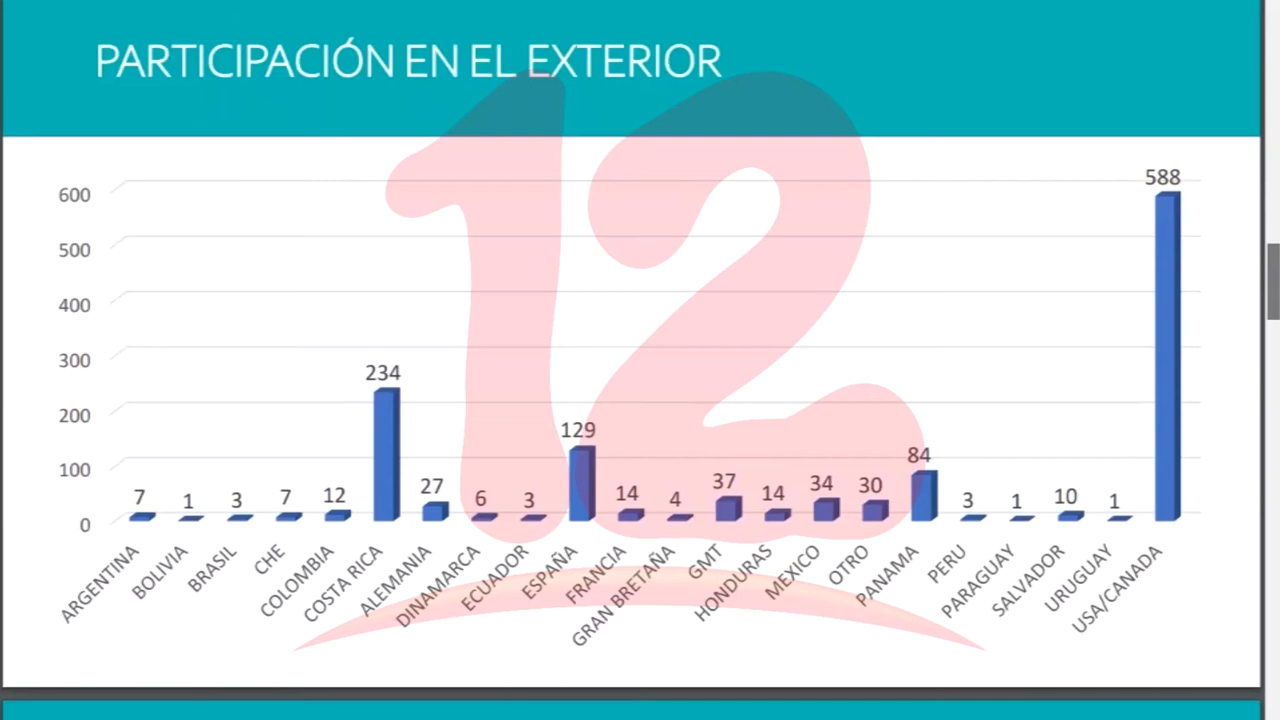 PARTICIPACIÓN EN EL EXTERIOR
12
600
500
400
300
200
100
0
7
1
3
7
12
234
27
6
3
129
14
4
37
14
34
30
84
3
1
10
1
588
ARGENTINA
BOLIVIA
BRASIL
CHE
COLOMBIA
COSTA RICA
ALEMANIA
DINAMARCA
ECUADOR
ESPAÑA
FRANCIA
GRAN BRETAÑA
GMT
HONDURAS
MEXICO
OTRO
PANAMA
PERU
PARAGUAY
SALVADOR
URUGUAY
USA/CANADA